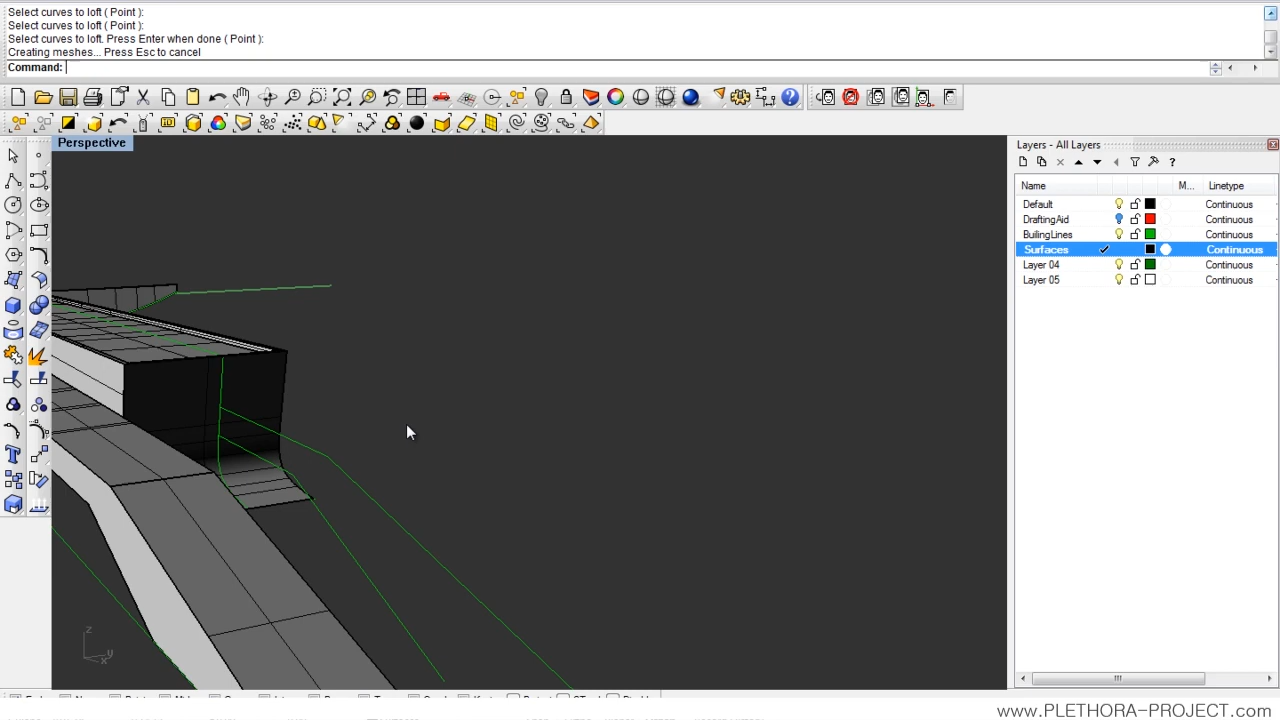 Select curves to loft ( Point ):
Select curves to loft ( Point ):
Select curves to loft. Press Enter when done ( Point ):
Creating meshes... Press Esc to cancel
Command:
Perspective
Layers - All Layers
Name M... Linetype
Default Continuous
DraftingAid Continuous
BuilingLines Continuous
Surfaces Continuous
Layer 04 Continuous
Layer 05 Continuous
z
y
x
www.PLETHORA-PROJECT.com